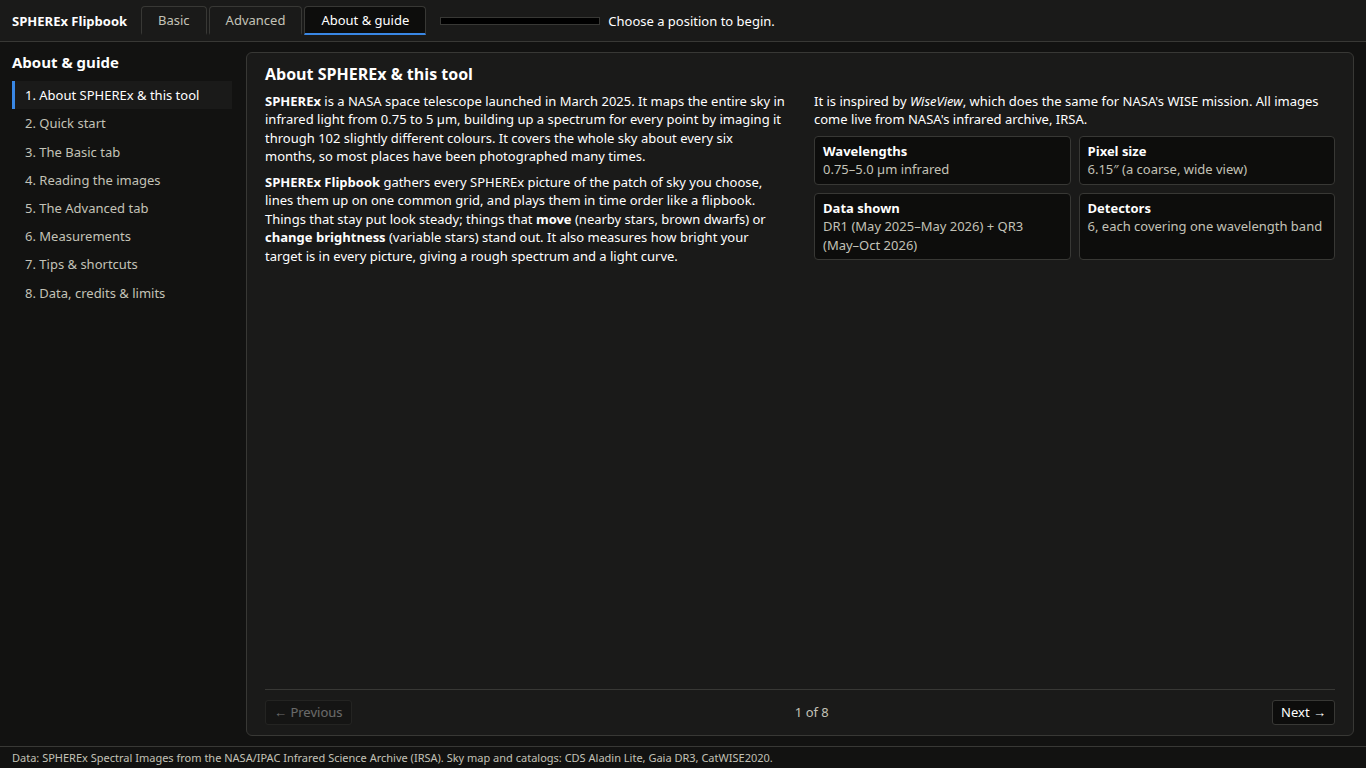 SPHEREx Flipbook
Basic
Advanced
About & guide
Choose a position to begin.
About & guide
1. About SPHEREx & this tool
2. Quick start
3. The Basic tab
4. Reading the images
5. The Advanced tab
6. Measurements
7. Tips & shortcuts
8. Data, credits & limits
About SPHEREx & this tool
SPHEREx is a NASA space telescope launched in March 2025. It maps the entire sky in
infrared light from 0.75 to 5 µm, building up a spectrum for every point by imaging it
through 102 slightly different colours. It covers the whole sky about every six
months, so most places have been photographed many times.
SPHEREx Flipbook gathers every SPHEREx picture of the patch of sky you choose,
lines them up on one common grid, and plays them in time order like a flipbook.
Things that stay put look steady; things that move (nearby stars, brown dwarfs) or
change brightness (variable stars) stand out. It also measures how bright your
target is in every picture, giving a rough spectrum and a light curve.
It is inspired by WiseView, which does the same for NASA's WISE mission. All images
come live from NASA's infrared archive, IRSA.
Wavelengths
0.75–5.0 µm infrared
Pixel size
6.15″ (a coarse, wide view)
Data shown
DR1 (May 2025–May 2026) + QR3
(May–Oct 2026)
Detectors
6, each covering one wavelength band
← Previous
1 of 8
Next →
Data: SPHEREx Spectral Images from the NASA/IPAC Infrared Science Archive (IRSA). Sky map and catalogs: CDS Aladin Lite, Gaia DR3, CatWISE2020.